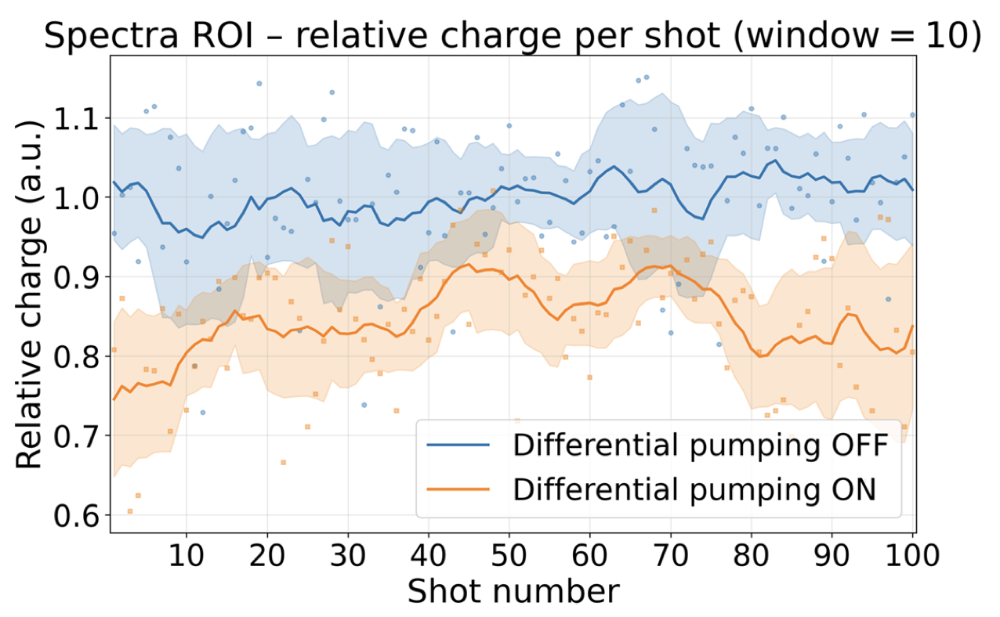 Spectra ROI – relative charge per shot (window = 10)
Relative charge (a.u.)
1.1
1.0
0.9
0.8
0.7
0.6
Differential pumping OFF
Differential pumping ON
10 20 30 40 50 60 70 80 90 100
Shot number